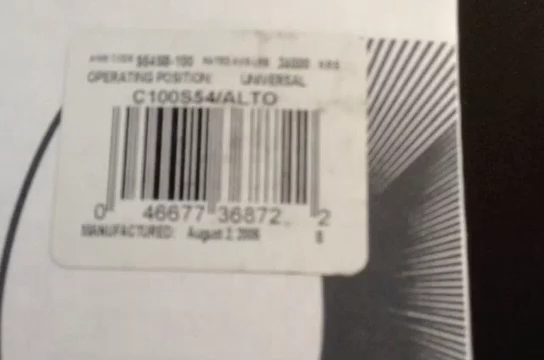 OPERATING POSITION: UNIVERSAL
C100S54/ALTO
0 46677 36872 2
MANUFACTURED: August 2, 2006